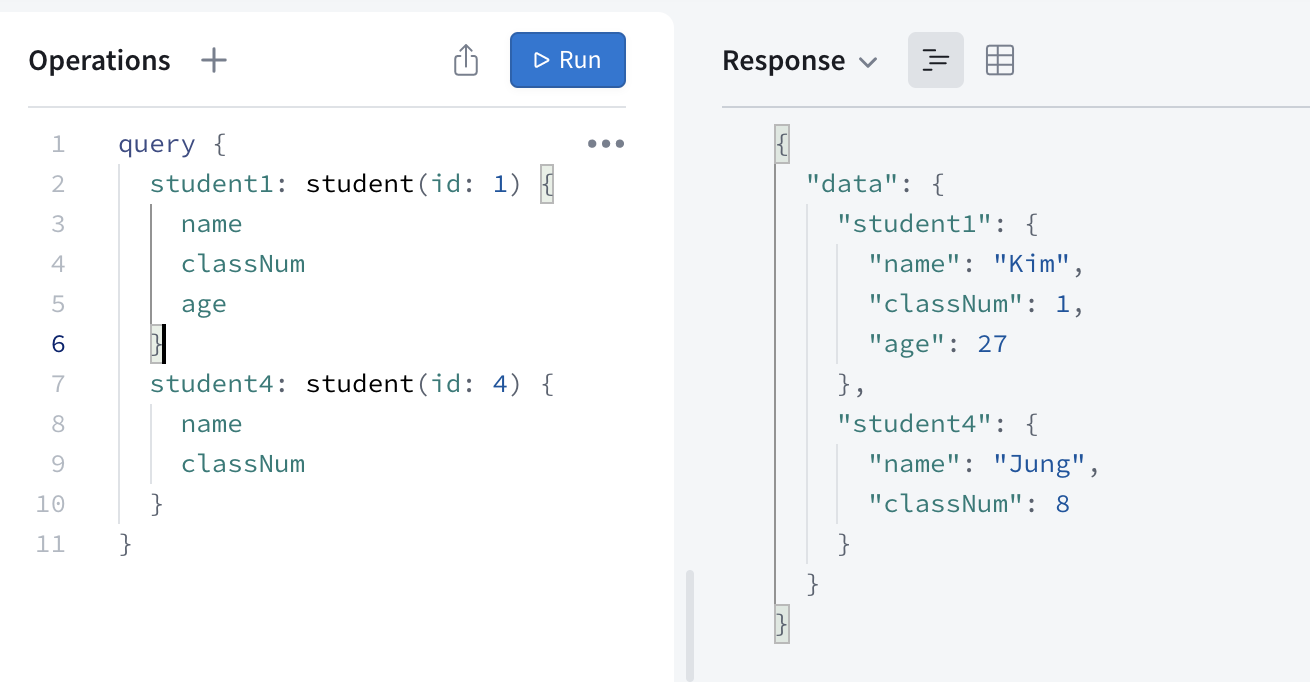 Operations +
Run
1 query {
2   student1: student(id: 1) {
3     name
4     classNum
5     age
6   }
7   student4: student(id: 4) {
8     name
9     classNum
10   }
11 }
Response
{
  "data": {
    "student1": {
      "name": "Kim",
      "classNum": 1,
      "age": 27
    },
    "student4": {
      "name": "Jung",
      "classNum": 8
    }
  }
}